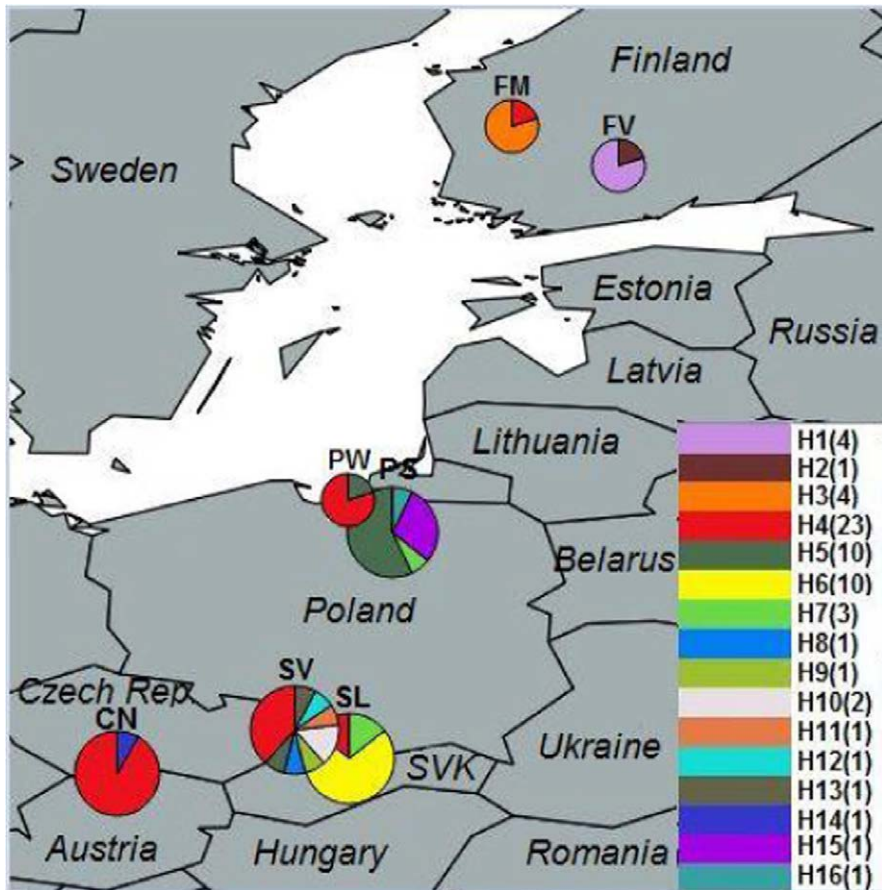 Finland
FM
FV
Sweden
Estonia
Russia
Latvia
Lithuania
PW
PS
Belarus
Poland
Czech Rep
CN
SV
SL
SVK
Ukraine
Austria
Hungary
Romania
H1(4)
H2(1)
H3(4)
H4(23)
H5(10)
H6(10)
H7(3)
H8(1)
H9(1)
H10(2)
H11(1)
H12(1)
H13(1)
H14(1)
H15(1)
H16(1)